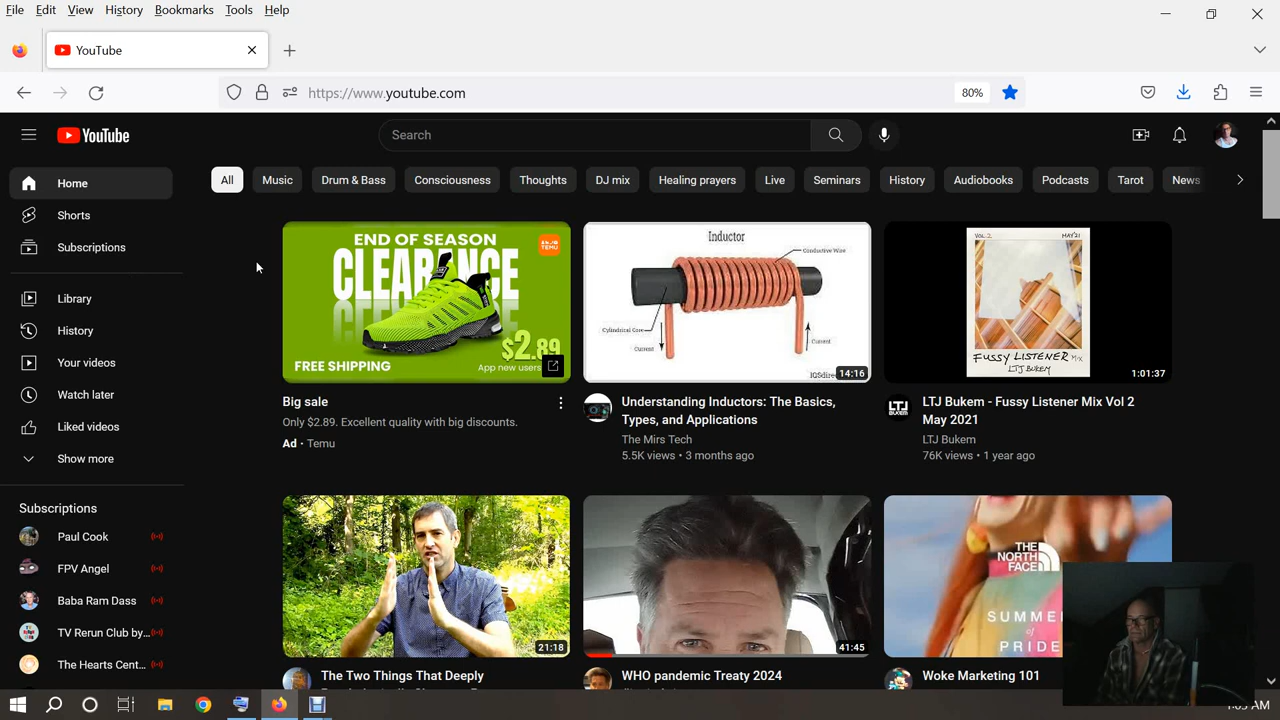 File Edit View History Bookmarks Tools Help
YouTube
https://www.youtube.com
80%
YouTube
Search
Home
Shorts
Subscriptions
Library
History
Your videos
Watch later
Liked videos
Show more
Subscriptions
Paul Cook
FPV Angel
Baba Ram Dass
TV Rerun Club by...
The Hearts Cent...
All Music Drum & Bass Consciousness Thoughts DJ mix Healing prayers Live Seminars History Audiobooks Podcasts Tarot News
END OF SEASON
CLEARANCE
TEMU
$2.89
FREE SHIPPING
App new users
Big sale
Only $2.89. Excellent quality with big discounts.
Ad • Temu
Inductor
Conductive Wire
Cylindrical Core
Current
Current
IQSdirec
14:16
Understanding Inductors: The Basics,
Types, and Applications
The Mirs Tech
5.5K views • 3 months ago
VOL. 2 MAY'21
FUSSY LISTENER MIX
LTJ BUKEM
1:01:37
LTJ
BUKEM
LTJ Bukem - Fussy Listener Mix Vol 2
May 2021
LTJ Bukem
76K views • 1 year ago
21:18
The Two Things That Deeply
41:45
WHO pandemic Treaty 2024
THE
NORTH
FACE
SUMMER
of
PRIDE
Woke Marketing 101